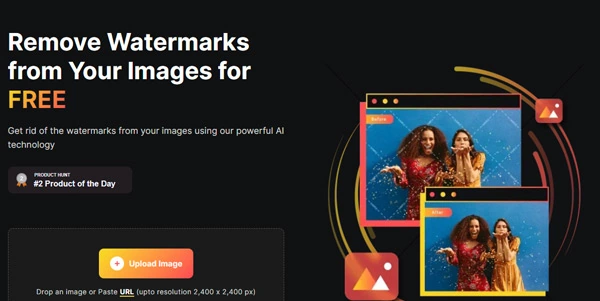 Remove Watermarks
from Your Images for
FREE
Get rid of the watermarks from your images using our powerful AI
technology
PRODUCT HUNT
#2 Product of the Day
Upload Image
Drop an image or Paste URL (upto resolution 2,400 x 2,400 px)
Before
After